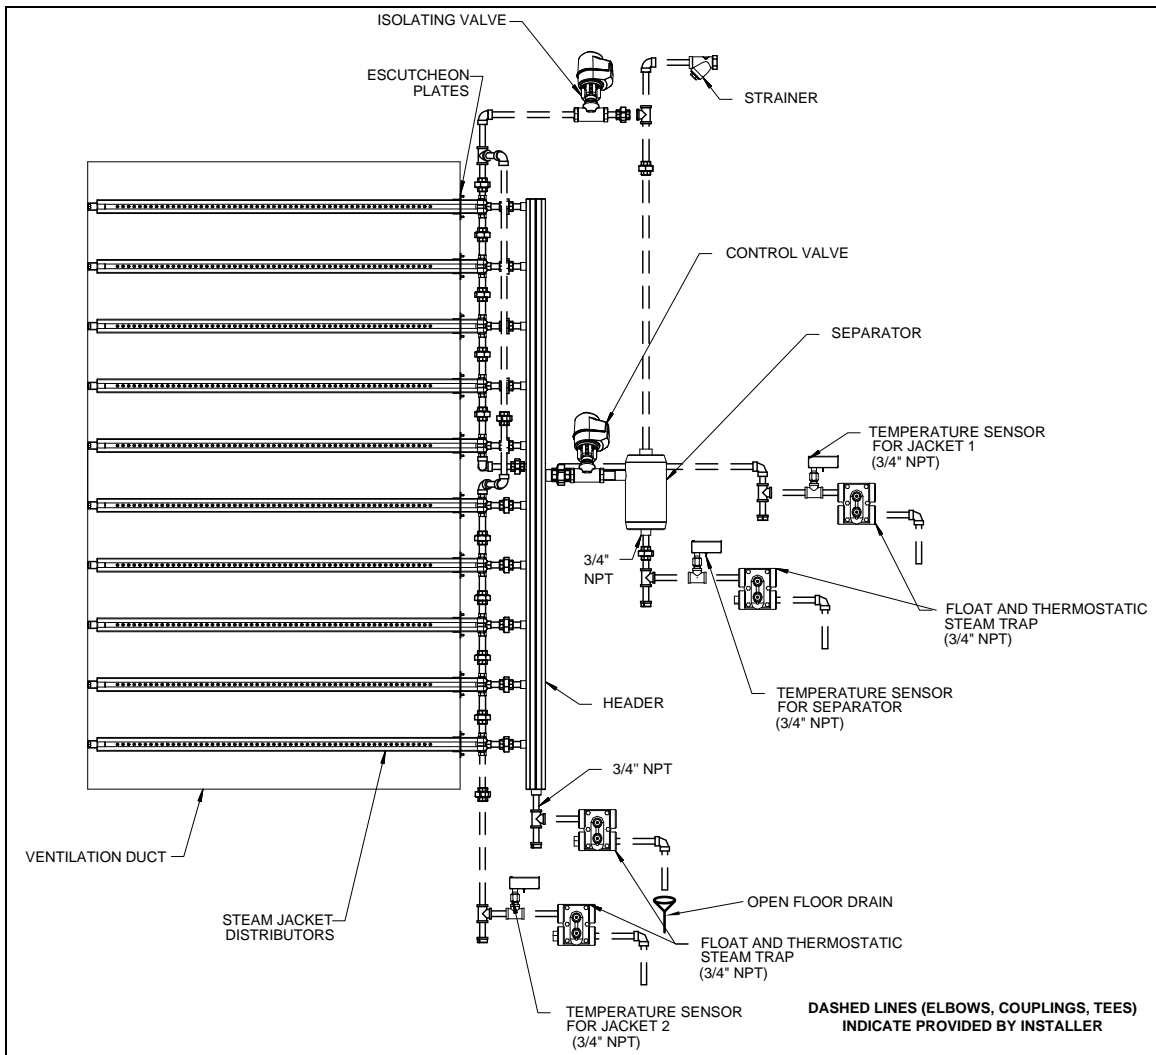 ISOLATING VALVE
ESCUTCHEON
PLATES
STRAINER
CONTROL VALVE
SEPARATOR
TEMPERATURE SENSOR
FOR JACKET 1
(3/4" NPT)
3/4"
NPT
FLOAT AND THERMOSTATIC
STEAM TRAP
(3/4" NPT)
TEMPERATURE SENSOR
FOR SEPARATOR
(3/4" NPT)
HEADER
3/4" NPT
VENTILATION DUCT
STEAM JACKET
DISTRIBUTORS
OPEN FLOOR DRAIN
FLOAT AND THERMOSTATIC
STEAM TRAP
(3/4" NPT)
TEMPERATURE SENSOR
FOR JACKET 2
(3/4" NPT)
DASHED LINES (ELBOWS, COUPLINGS, TEES)
INDICATE PROVIDED BY INSTALLER